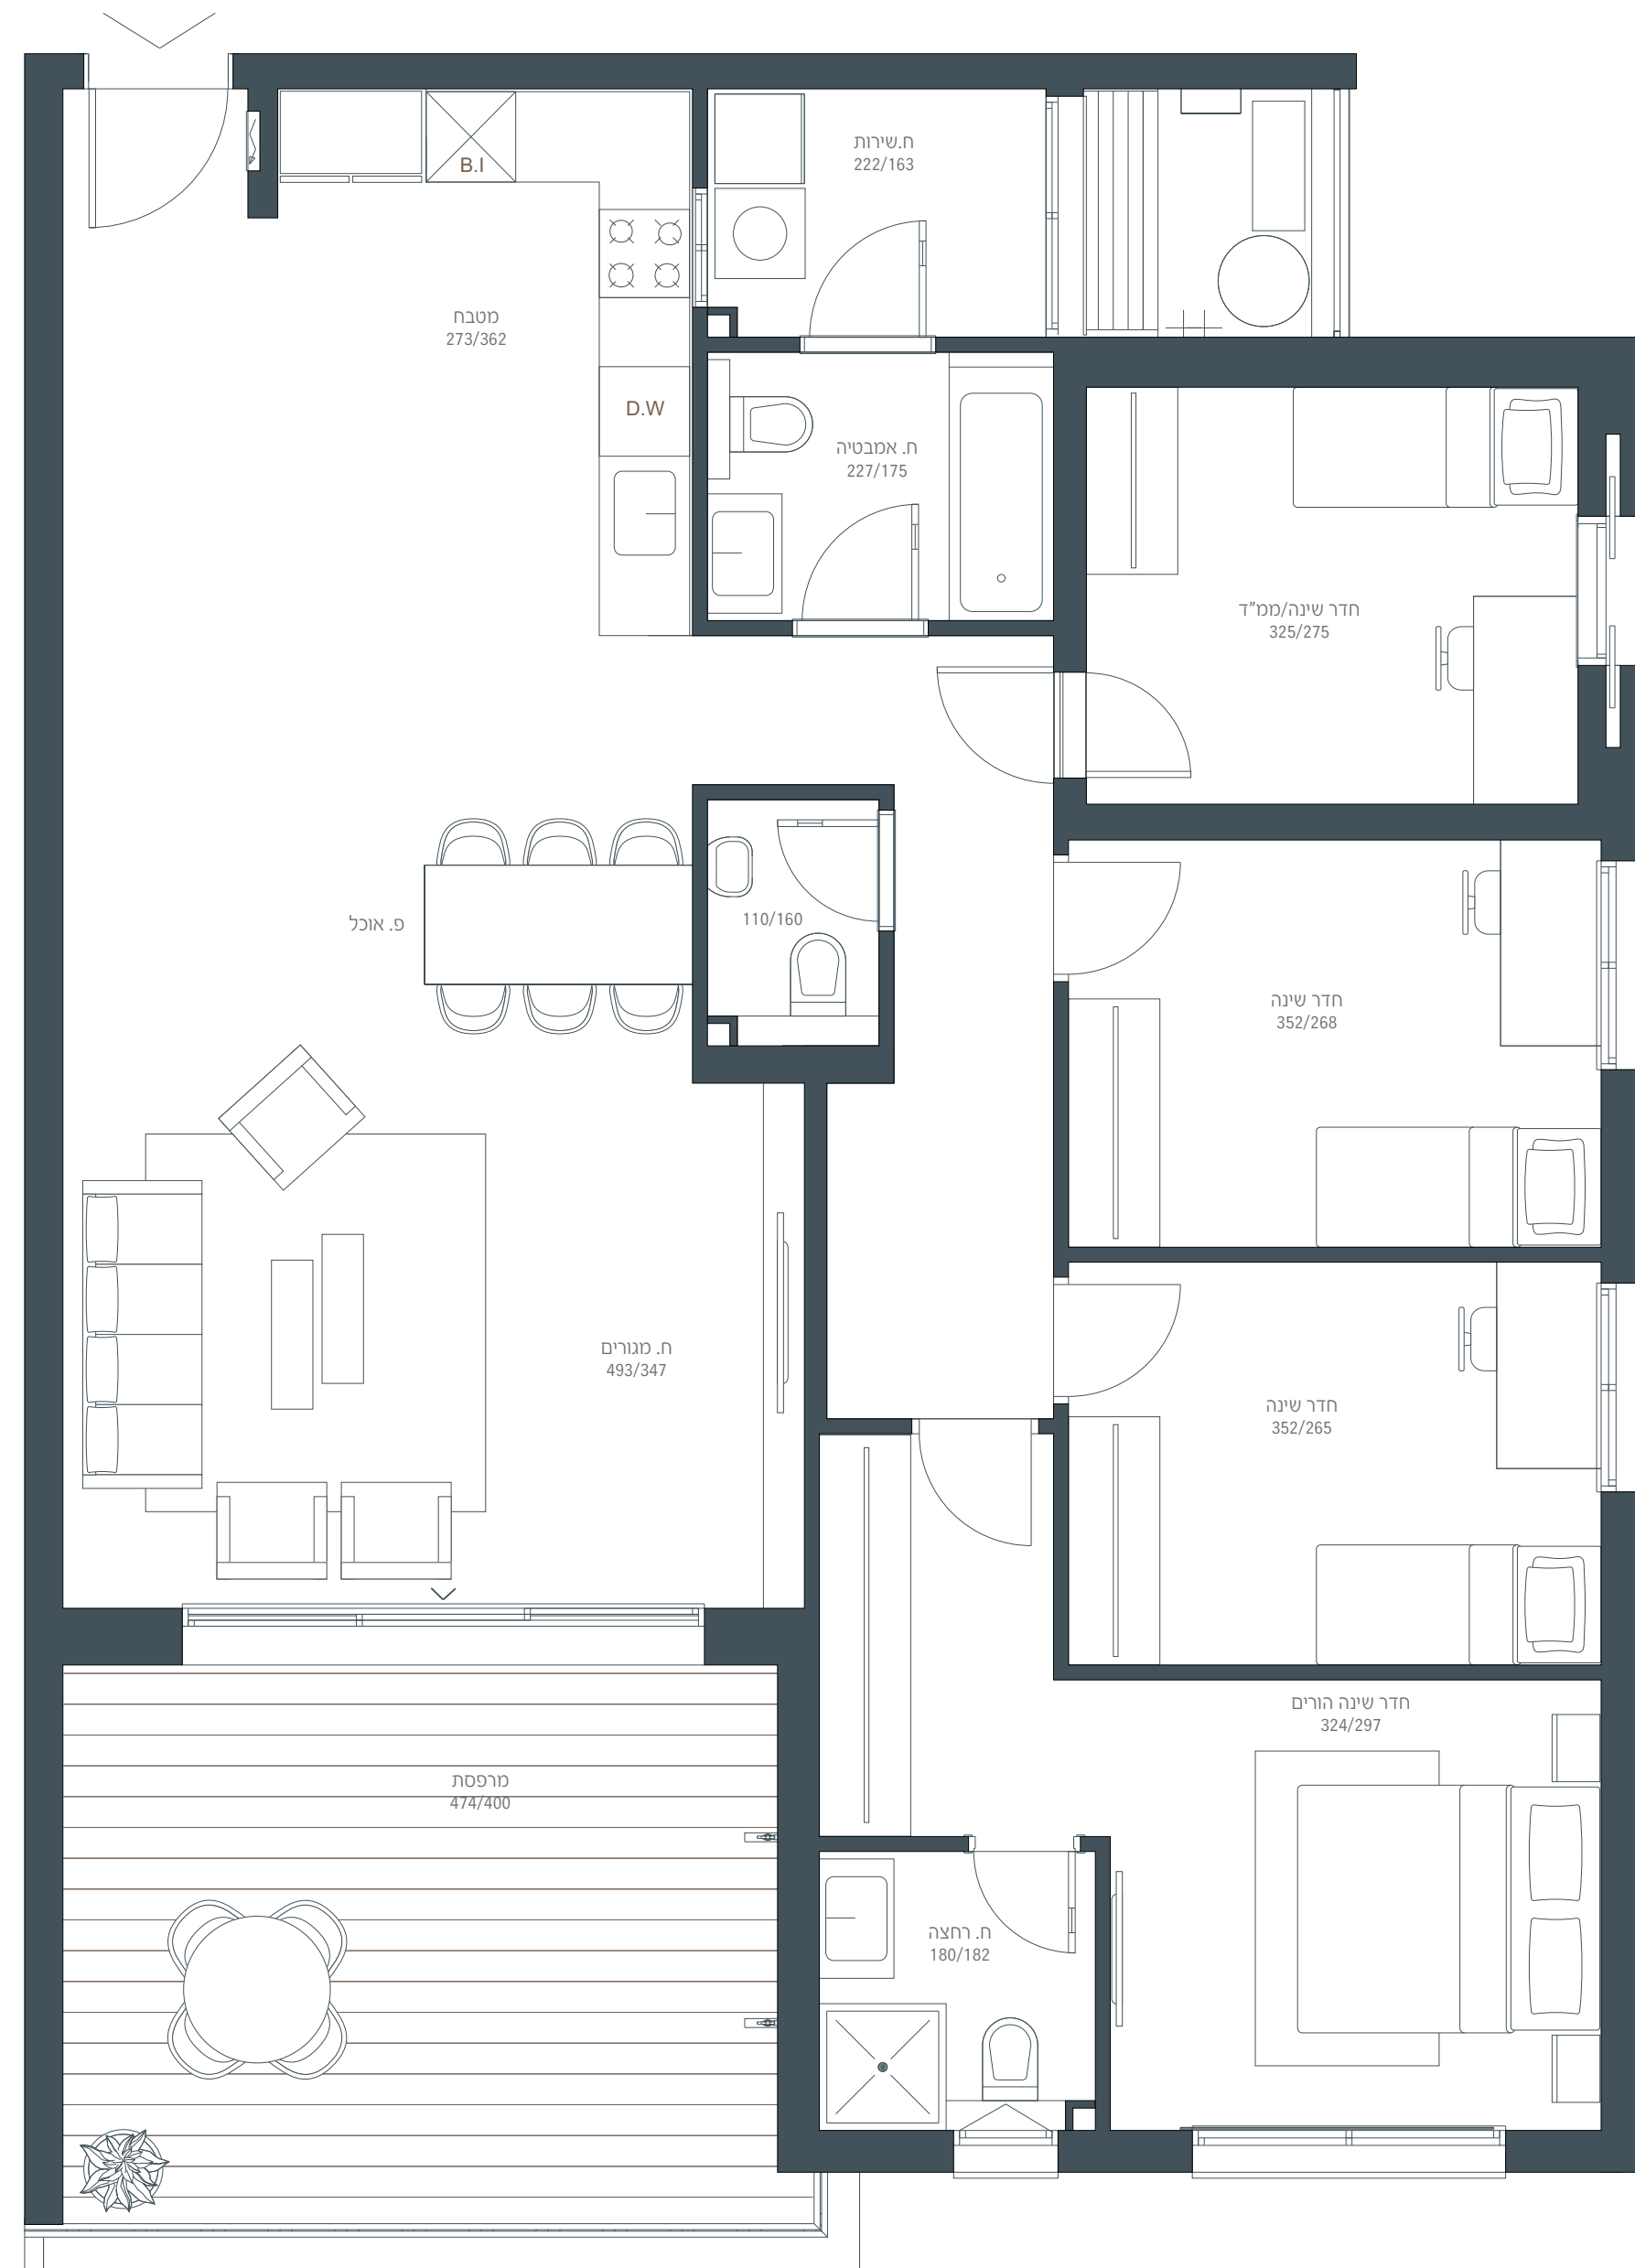 ח.שירות
222/163
B.I
מטבח
273/362
D.W
ח. אמבטיה
227/175
חדר שינה/ממ"ד
325/275
פ. אוכל
110/160
חדר שינה
352/268
ח. מגורים
493/347
חדר שינה
352/265
חדר שינה הורים
324/297
מרפסת
474/400
ח. רחצה
180/182